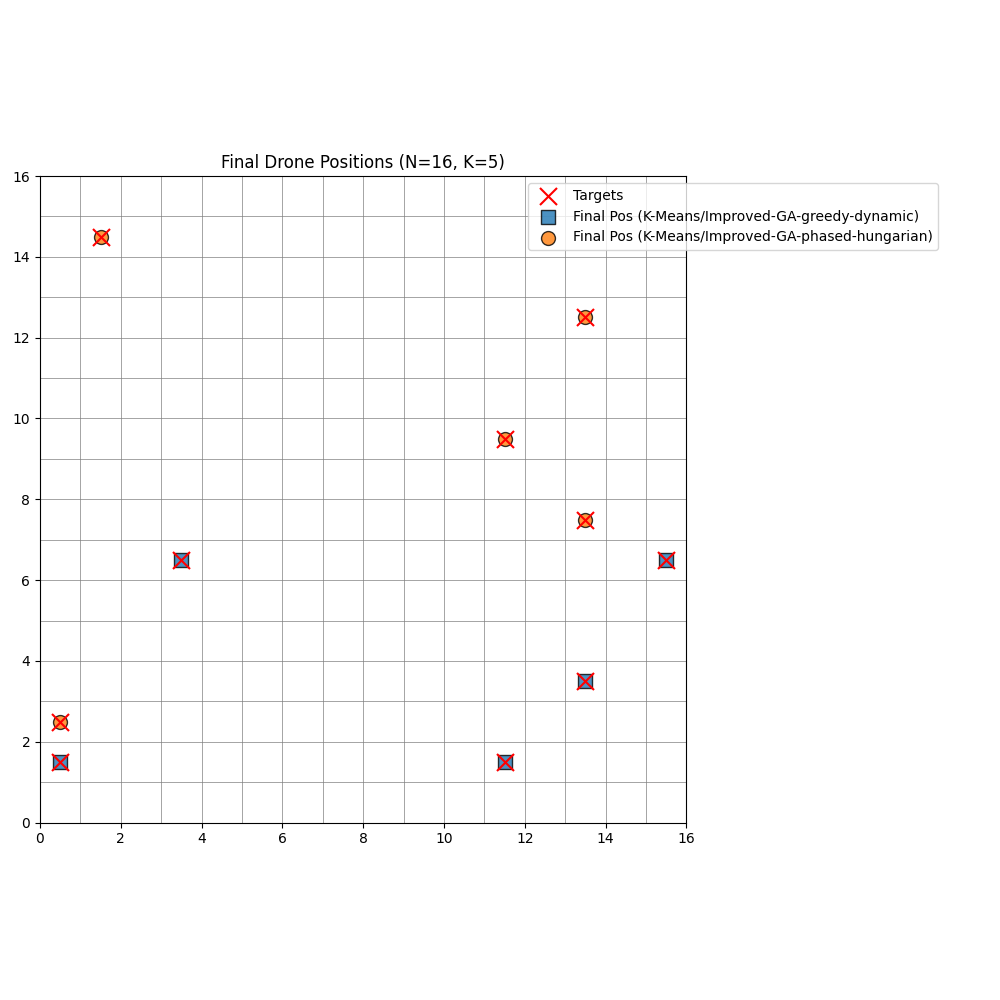 Final Drone Positions (N=16, K=5)
Targets
Final Pos (K-Means/Improved-GA-greedy-dynamic)
Final Pos (K-Means/Improved-GA-phased-hungarian)
16
14
12
10
8
6
4
2
0
0 2 4 6 8 10 12 14 16